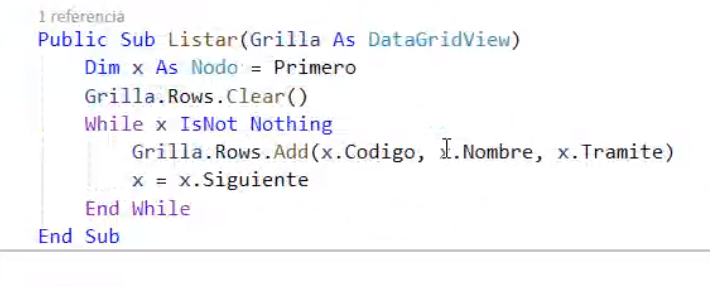 1 referencia
Public Sub Listar(Grilla As DataGridView)
Dim x As Nodo = Primero
Grilla.Rows.Clear()
While x IsNot Nothing
Grilla.Rows.Add(x.Codigo, x.Nombre, x.Tramite)
x = x.Siguiente
End While
End Sub